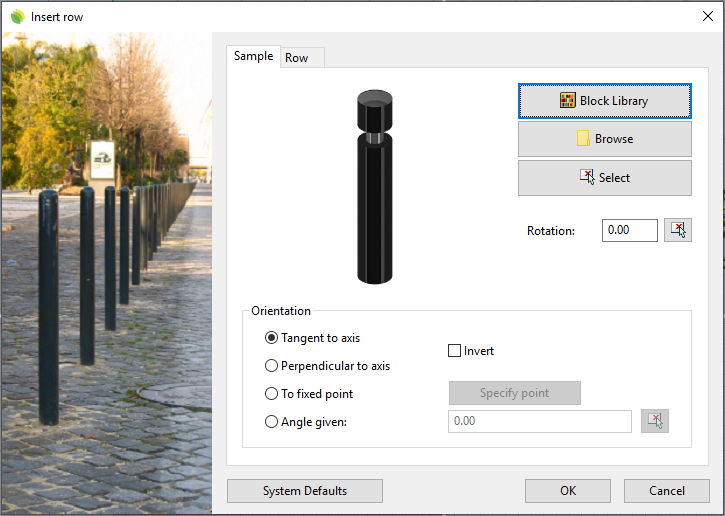 Insert row
Sample
Row
Block Library
Browse
Select
Rotation:
0.00
Orientation
Tangent to axis
Invert
Perpendicular to axis
To fixed point
Specify point
Angle given:
0.00
System Defaults
OK
Cancel